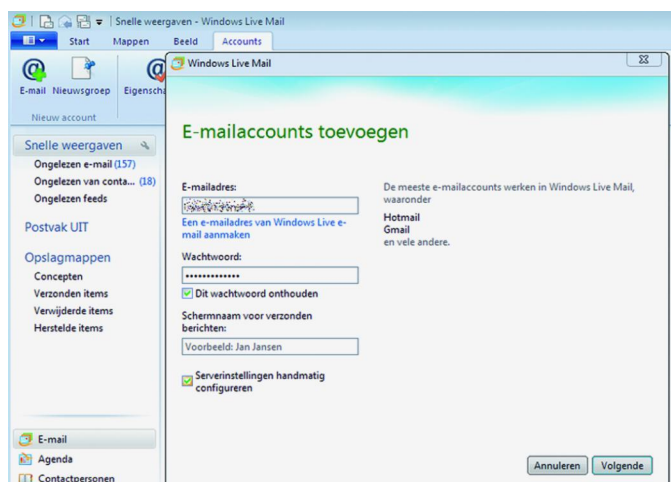 Snelle weergaven - Windows Live Mail
Start Mappen Beeld Accounts
E-mail Nieuwsgroep Eigenscha
Nieuw account
Snelle weergaven
Ongelezen e-mail (157)
Ongelezen van conta... (18)
Ongelezen feeds
Postvak UIT
Opslagmappen
Concepten
Verzonden items
Verwijderde items
Herstelde items
E-mail
Agenda
Contactpersonen
Windows Live Mail
E-mailaccounts toevoegen
E-mailadres:
Een e-mailadres van Windows Live e-
mail aanmaken
Wachtwoord:
•••••••••••••
Dit wachtwoord onthouden
Schermnaam voor verzonden
berichten:
Voorbeeld: Jan Jansen
Serverinstellingen handmatig
configureren
De meeste e-mailaccounts werken in Windows Live Mail,
waaronder
Hotmail
Gmail
en vele andere.
Annuleren Volgende